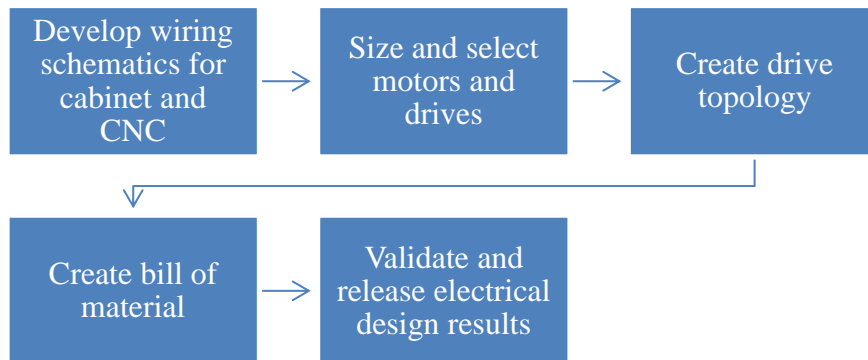 Develop wiring
schematics for
cabinet and
CNC
Size and select
motors and
drives
Create drive
topology
Create bill of
material
Validate and
release electrical
design results